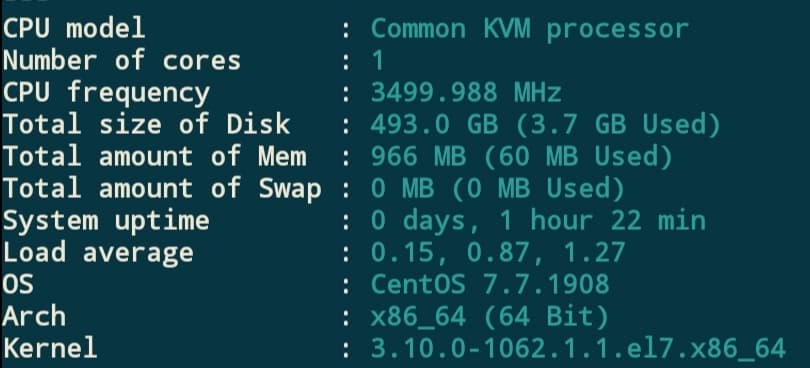 CPU model : Common KVM processor
Number of cores : 1
CPU frequency : 3499.988 MHz
Total size of Disk : 493.0 GB (3.7 GB Used)
Total amount of Mem : 966 MB (60 MB Used)
Total amount of Swap : 0 MB (0 MB Used)
System uptime : 0 days, 1 hour 22 min
Load average : 0.15, 0.87, 1.27
OS : CentOS 7.7.1908
Arch : x86_64 (64 Bit)
Kernel : 3.10.0-1062.1.1.el7.x86_64